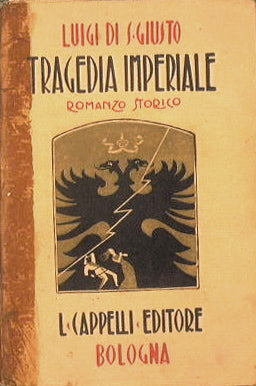 LUIGI DI S·GIUSTO
TRAGEDIA IMPERIALE
ROMANZO STORICO
L·CAPPELLI·EDITORE
BOLOGNA